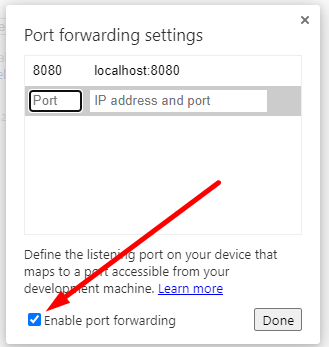 Port forwarding settings
8080 localhost:8080
Port IP address and port
Define the listening port on your device that
maps to a port accessible from your
development machine. Learn more
Enable port forwarding Done